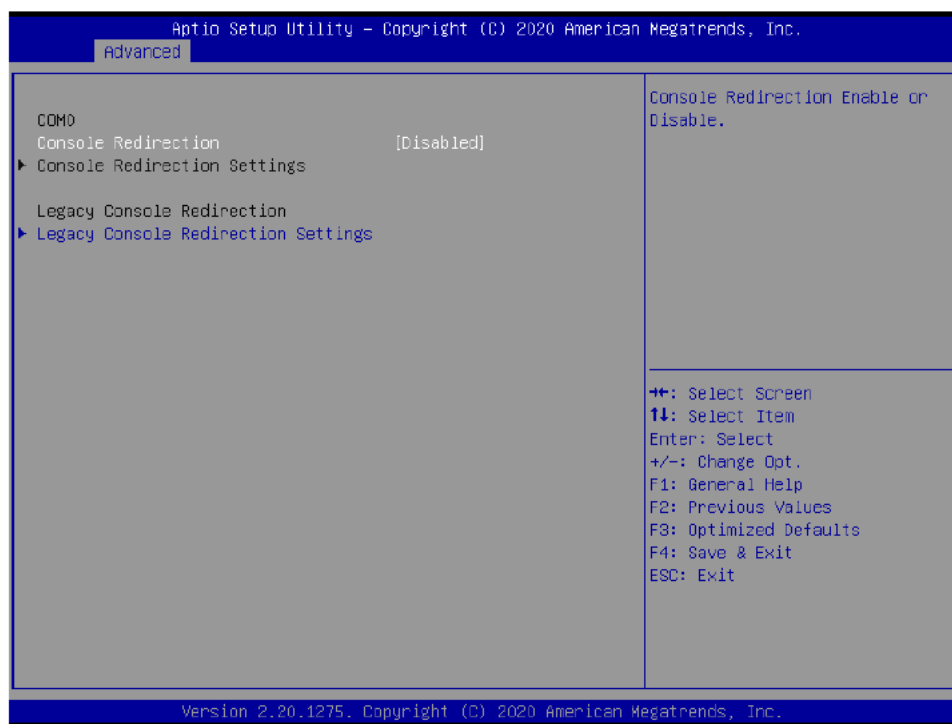 Aptio Setup Utility – Copyright (C) 2020 American Megatrends, Inc.
Advanced
COM0
Console Redirection [Disabled]
▶ Console Redirection Settings
Legacy Console Redirection
▶ Legacy Console Redirection Settings
Console Redirection Enable or
Disable.
→←: Select Screen
↑↓: Select Item
Enter: Select
+/-: Change Opt.
F1: General Help
F2: Previous Values
F3: Optimized Defaults
F4: Save & Exit
ESC: Exit
Version 2.20.1275. Copyright (C) 2020 American Megatrends, Inc.